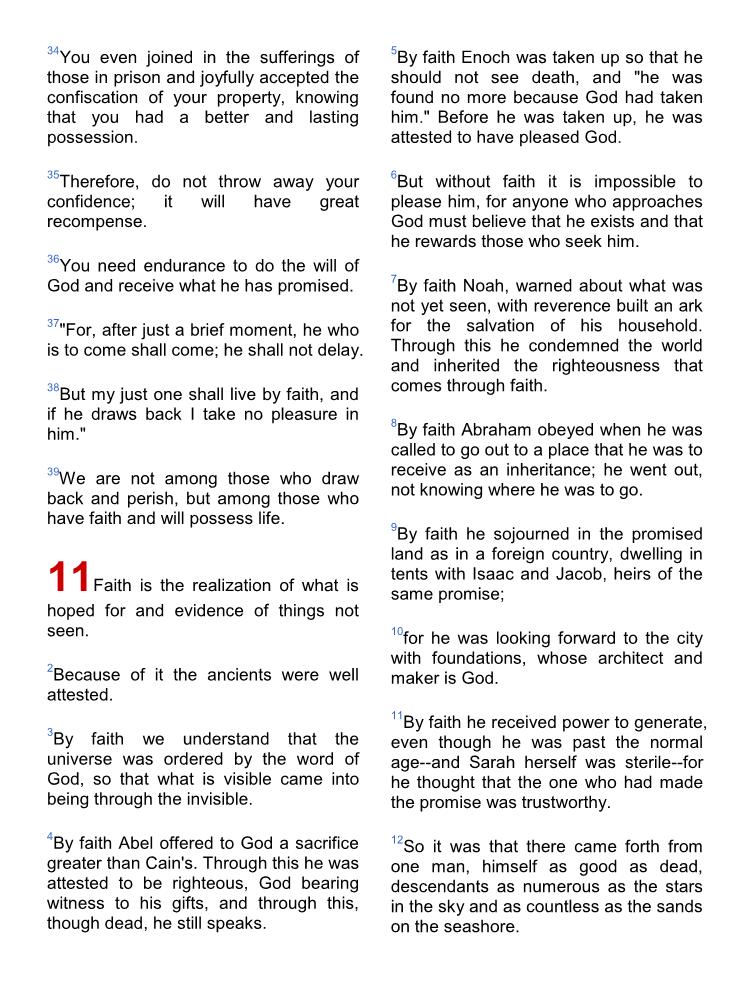 34You even joined in the sufferings of
those in prison and joyfully accepted the
confiscation of your property, knowing
that you had a better and lasting
possession.
35Therefore, do not throw away your
confidence; it will have great
recompense.
36You need endurance to do the will of
God and receive what he has promised.
37"For, after just a brief moment, he who
is to come shall come; he shall not delay.
38But my just one shall live by faith, and
if he draws back I take no pleasure in
him."
39We are not among those who draw
back and perish, but among those who
have faith and will possess life.
11Faith is the realization of what is
hoped for and evidence of things not
seen.
2Because of it the ancients were well
attested.
3By faith we understand that the
universe was ordered by the word of
God, so that what is visible came into
being through the invisible.
4By faith Abel offered to God a sacrifice
greater than Cain's. Through this he was
attested to be righteous, God bearing
witness to his gifts, and through this,
though dead, he still speaks.
5By faith Enoch was taken up so that he
should not see death, and "he was
found no more because God had taken
him." Before he was taken up, he was
attested to have pleased God.
6But without faith it is impossible to
please him, for anyone who approaches
God must believe that he exists and that
he rewards those who seek him.
7By faith Noah, warned about what was
not yet seen, with reverence built an ark
for the salvation of his household.
Through this he condemned the world
and inherited the righteousness that
comes through faith.
8By faith Abraham obeyed when he was
called to go out to a place that he was to
receive as an inheritance; he went out,
not knowing where he was to go.
9By faith he sojourned in the promised
land as in a foreign country, dwelling in
tents with Isaac and Jacob, heirs of the
same promise;
10for he was looking forward to the city
with foundations, whose architect and
maker is God.
11By faith he received power to generate,
even though he was past the normal
age--and Sarah herself was sterile--for
he thought that the one who had made
the promise was trustworthy.
12So it was that there came forth from
one man, himself as good as dead,
descendants as numerous as the stars
in the sky and as countless as the sands
on the seashore.